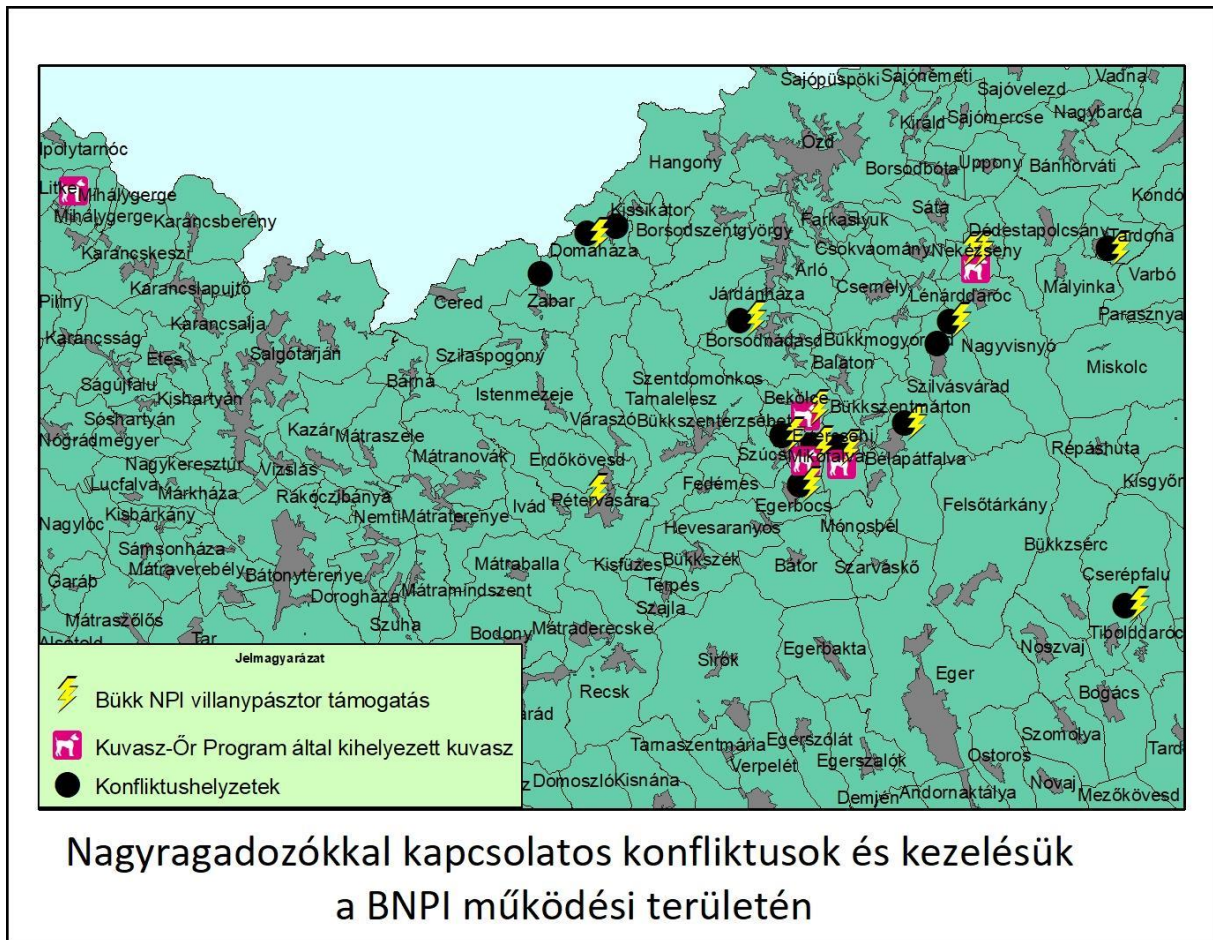 Sajópüspöki Sajónémeti Vadna
Sajóvelezd
Királd Sajómercse Nagybarca
Ipolytarnóc Ózd
Hangony Borsodbóta Uppony Bánhorváti
Litke Mihálygerge Kondó
Mihálygerge Karancsberény Kissikátor Farkaslyuk Sáta
Borsodszentgyörgy Dédestapolcsány Tardona
Karancskeszi Domaháza Csokvaomány Nekézseny
Arló Varbó
Karancslapujtő Cered Zabar Járdánháza Csernely Lénárddaróc Mályinka
Piliny Karancsalja Parasznya
Karancsság Borsodnádasd Bükkmogyorósd Nagyvisnyó
Etes Salgótarján Szilaspogony Balaton Miskolc
Ságújfalu Bárna Szentdomonkos
Kishartyán Istenmezeje Tarnalelesz Bekölce Szilvásvárad
Sóshartyán Váraszó Bükkszenterzsébet Bükkszentmárton
Nógrádmegyer Kazár Mátraszele Egercsehi
Nagykeresztúr Vizslás Mátranovák Erdőkövesd Szúcs Mikófalva Bélapátfalva Répáshuta
Lucfalva Márkháza Rákóczibánya Pétervására Fedémes Kisgyőr
Kisbárkány Nemti Mátraterenye Ivád Egerbocs Felsőtárkány
Nagylóc Hevesaranyos Mónosbél
Sámsonháza Bükkzsérc
Mátraverebély Mátraballa Kisfüzes Bükkszék Bátor Szarvaskő
Garáb Bátonyterenye Cserépfalu
Dorogháza Mátramindszent Terpes
Mátraszőlős Szuha Szajla
Tar Bodony Mátraderecske Tibolddaróc
Alsótold Sirok Egerbakta Noszvaj
Eger
Recsk Bogács
árád
Szomolya
Tarnaszentmária Egerszólát Tard
Verpelét Egerszalók Ostoros
z Domoszló Kisnána Novaj
Demjén Andornaktálya Mezőkövesd
Jelmagyarázat
Bükk NPI villanypásztor támogatás
Kuvasz-Őr Program által kihelyezett kuvasz
Konfliktushelyzetek
Nagyragadozókkal kapcsolatos konfliktusok és kezelésük
a BNPI működési területén